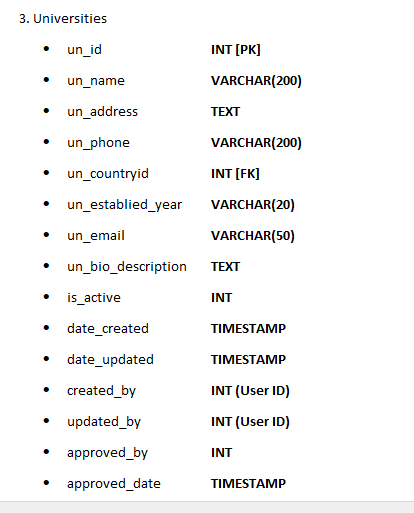 3. Universities
• un_id INT [PK]
• un_name VARCHAR(200)
• un_address TEXT
• un_phone VARCHAR(200)
• un_countryid INT [FK]
• un_establied_year VARCHAR(20)
• un_email VARCHAR(50)
• un_bio_description TEXT
• is_active INT
• date_created TIMESTAMP
• date_updated TIMESTAMP
• created_by INT (User ID)
• updated_by INT (User ID)
• approved_by INT
• approved_date TIMESTAMP